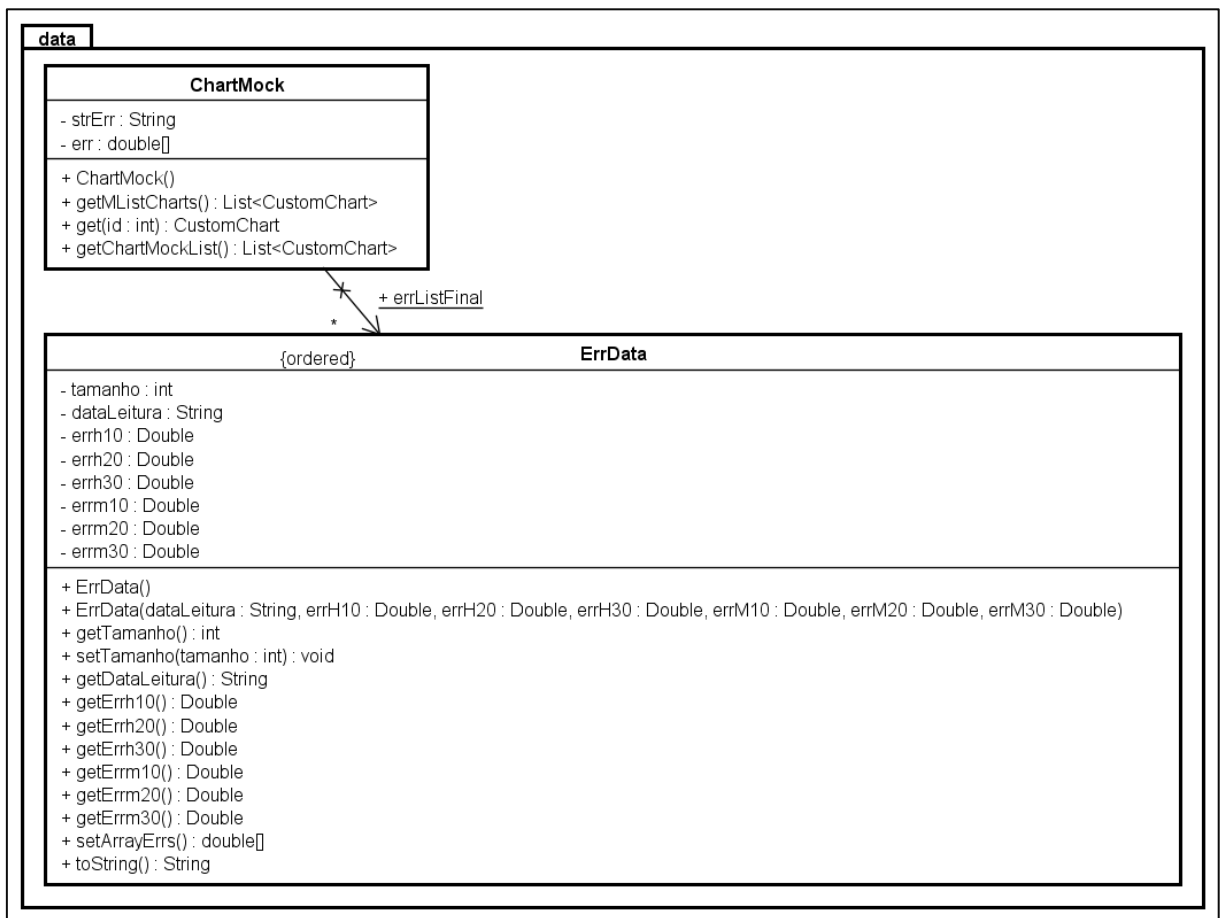 data
ChartMock
- strErr : String
- err : double[]
+ ChartMock()
+ getMListCharts() : List<CustomChart>
+ get(id : int) : CustomChart
+ getChartMockList() : List<CustomChart>
+ errListFinal
*
{ordered}
ErrData
- tamanho : int
- dataLeitura : String
- errh10 : Double
- errh20 : Double
- errh30 : Double
- errm10 : Double
- errm20 : Double
- errm30 : Double
+ ErrData()
+ ErrData(dataLeitura : String, errH10 : Double, errH20 : Double, errH30 : Double, errM10 : Double, errM20 : Double, errM30 : Double)
+ getTamanho() : int
+ setTamanho(tamanho : int) : void
+ getDataLeitura() : String
+ getErrh10() : Double
+ getErrh20() : Double
+ getErrh30() : Double
+ getErrm10() : Double
+ getErrm20() : Double
+ getErrm30() : Double
+ setArrayErrs() : double[]
+ toString() : String